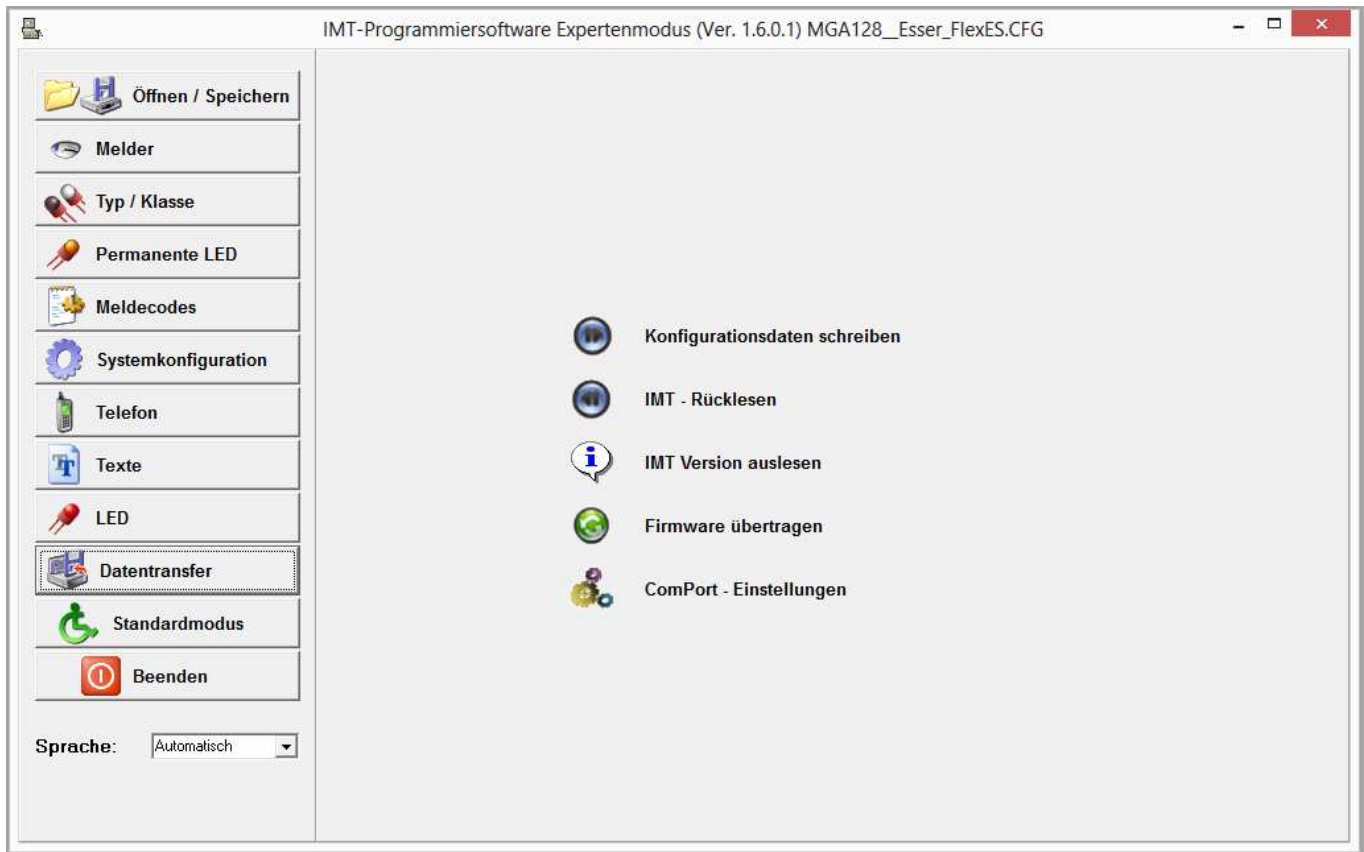 IMT-Programmiersoftware Expertenmodus (Ver. 1.6.0.1) MGA128__Esser_FlexES.CFG
Öffnen / Speichern
Melder
Typ / Klasse
Permanente LED
Meldecodes
Systemkonfiguration
Telefon
Texte
LED
Datentransfer
Standardmodus
Beenden
Sprache: Automatisch
Konfigurationsdaten schreiben
IMT - Rücklesen
IMT Version auslesen
Firmware übertragen
ComPort - Einstellungen